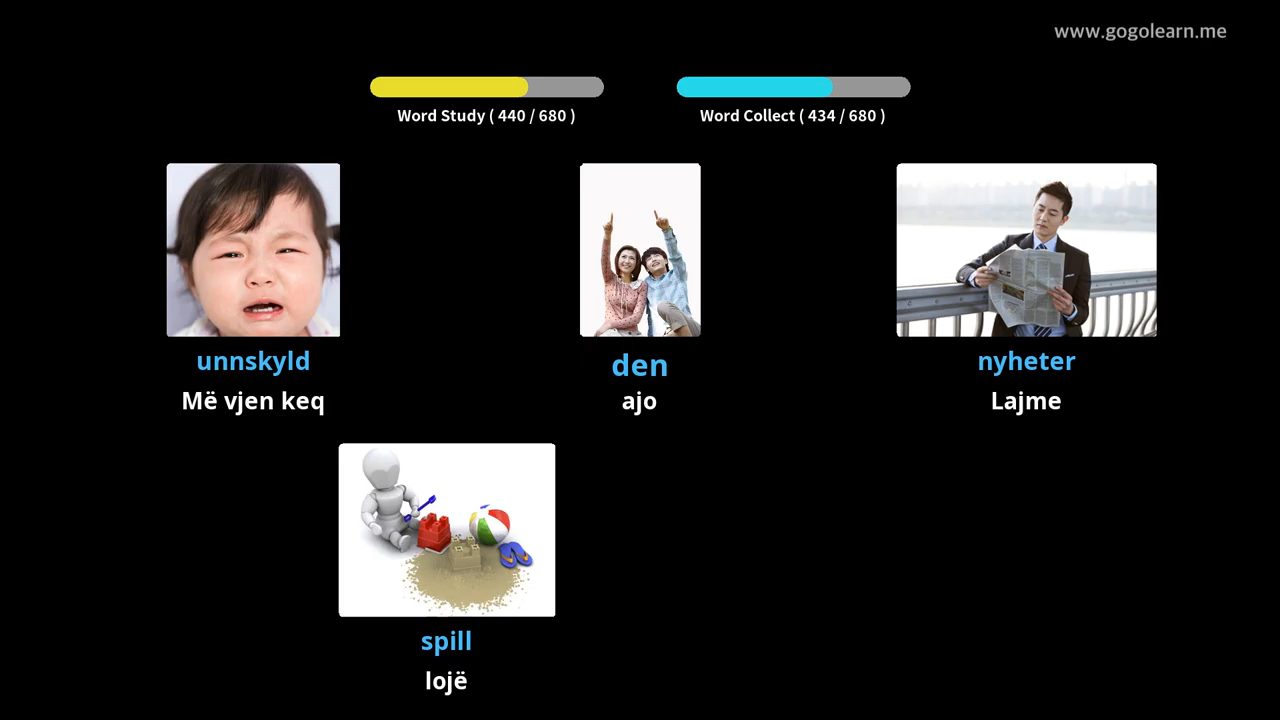 www.gogolearn.me
Word Study ( 440 / 680 )
Word Collect ( 434 / 680 )
unnskyld
Më vjen keq
den
ajo
nyheter
Lajme
spill
lojë